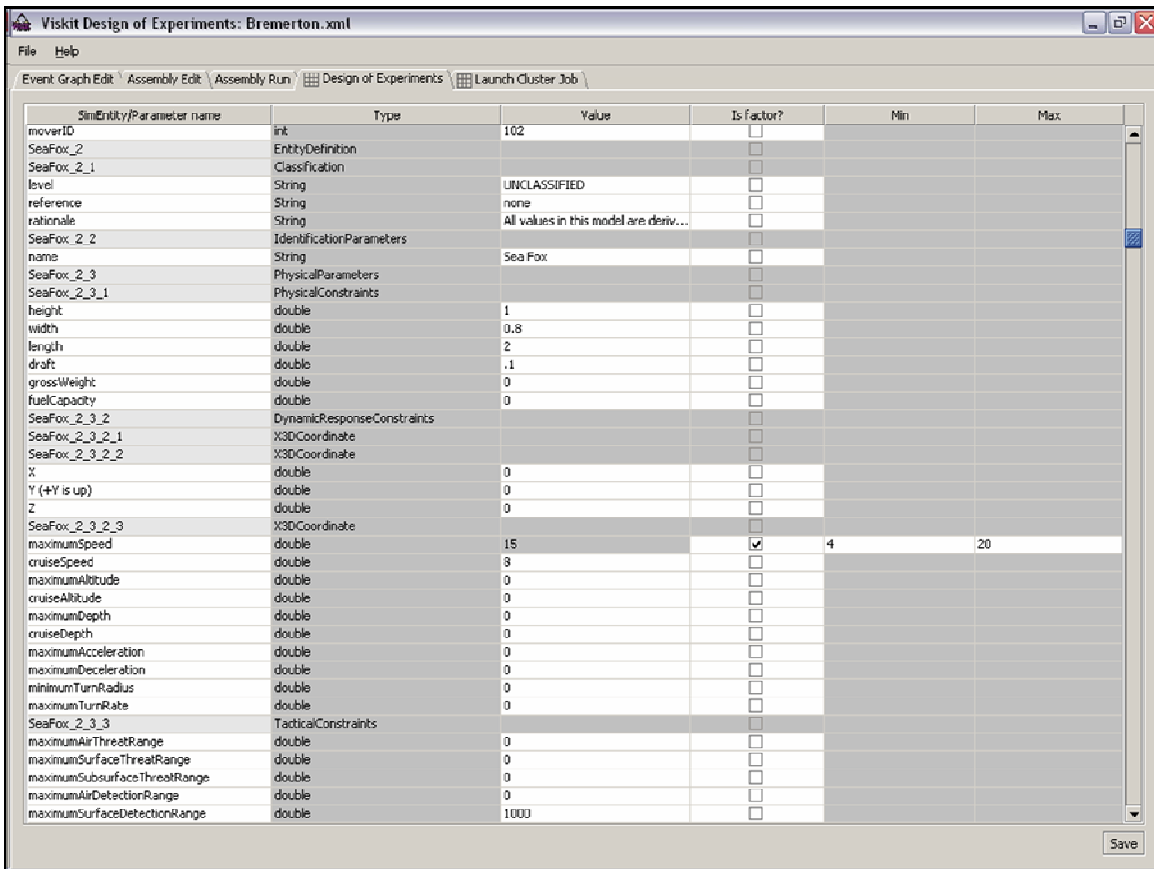 Viskit Design of Experiments: Bremerton.xml
File Help
Event Graph Edit Assembly Edit Assembly Run Design of Experiments Launch Cluster Job
SimEntity/Parameter name Type Value Is factor? Min Max
moverID int 102
SeaFox_2 EntityDefinition
SeaFox_2_1 Classification
level String UNCLASSIFIED
reference String none
rationale String All values in this model are deriv...
SeaFox_2_2 IdentificationParameters
name String Sea Fox
SeaFox_2_3 PhysicalParameters
SeaFox_2_3_1 PhysicalConstraints
height double 1
width double 0.8
length double 2
draft double .1
grossWeight double 0
fuelCapacity double 0
SeaFox_2_3_2 DynamicResponseConstraints
SeaFox_2_3_2_1 X3DCoordinate
SeaFox_2_3_2_2 X3DCoordinate
X double 0
Y (+Y is up) double 0
Z double 0
SeaFox_2_3_2_3 X3DCoordinate
maximumSpeed double 15 4 20
cruiseSpeed double 8
maximumAltitude double 0
cruiseAltitude double 0
maximumDepth double 0
cruiseDepth double 0
maximumAcceleration double 0
maximumDeceleration double 0
minimumTurnRadius double 0
maximumTurnRate double 0
SeaFox_2_3_3 TacticalConstraints
maximumAirThreatRange double 0
maximumSurfaceThreatRange double 0
maximumSubsurfaceThreatRange double 0
maximumAirDetectionRange double 0
maximumSurfaceDetectionRange double 1000
Save